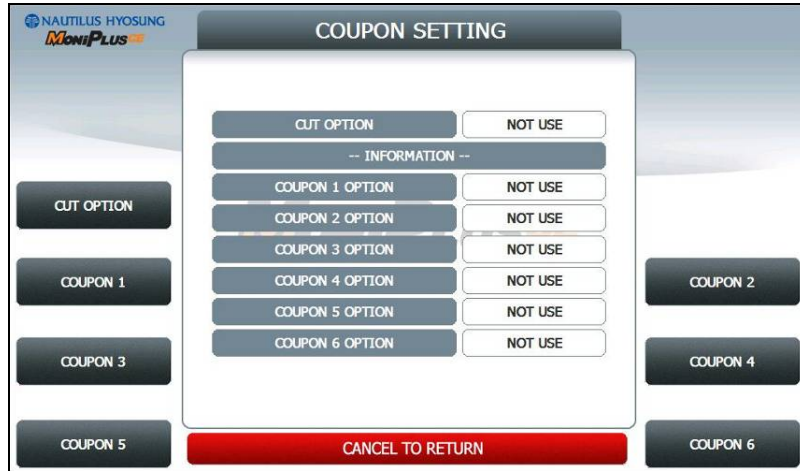 NAUTILUS HYOSUNG
MoniPlusCE
COUPON SETTING
CUT OPTION NOT USE
-- INFORMATION --
COUPON 1 OPTION NOT USE
COUPON 2 OPTION NOT USE
COUPON 3 OPTION NOT USE
COUPON 4 OPTION NOT USE
COUPON 5 OPTION NOT USE
COUPON 6 OPTION NOT USE
CUT OPTION
COUPON 1
COUPON 2
COUPON 3
COUPON 4
COUPON 5
CANCEL TO RETURN
COUPON 6